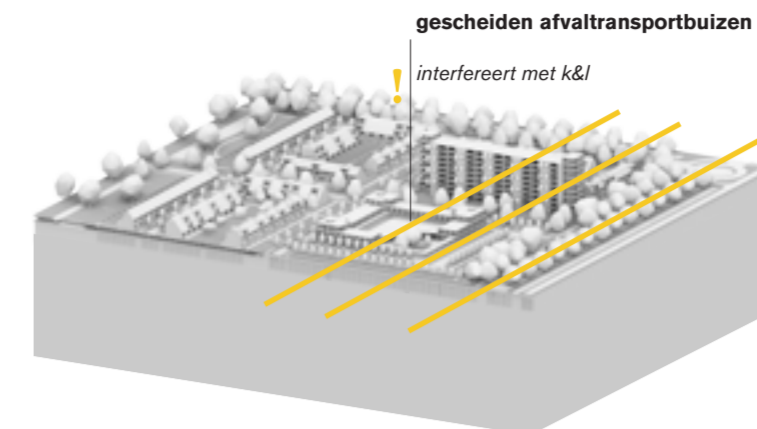 gescheiden afvaltransportbuizen
! interfereert met k&l